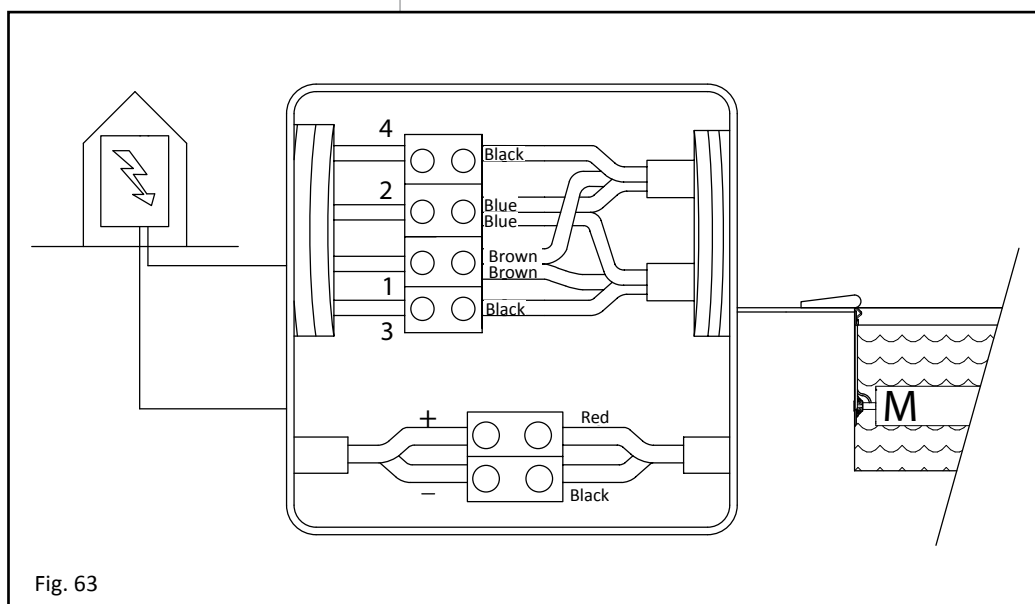 4
Black
2
Blue
Blue
Brown
Brown
1
Black
3
M
+
Red
–
Black
Fig. 63